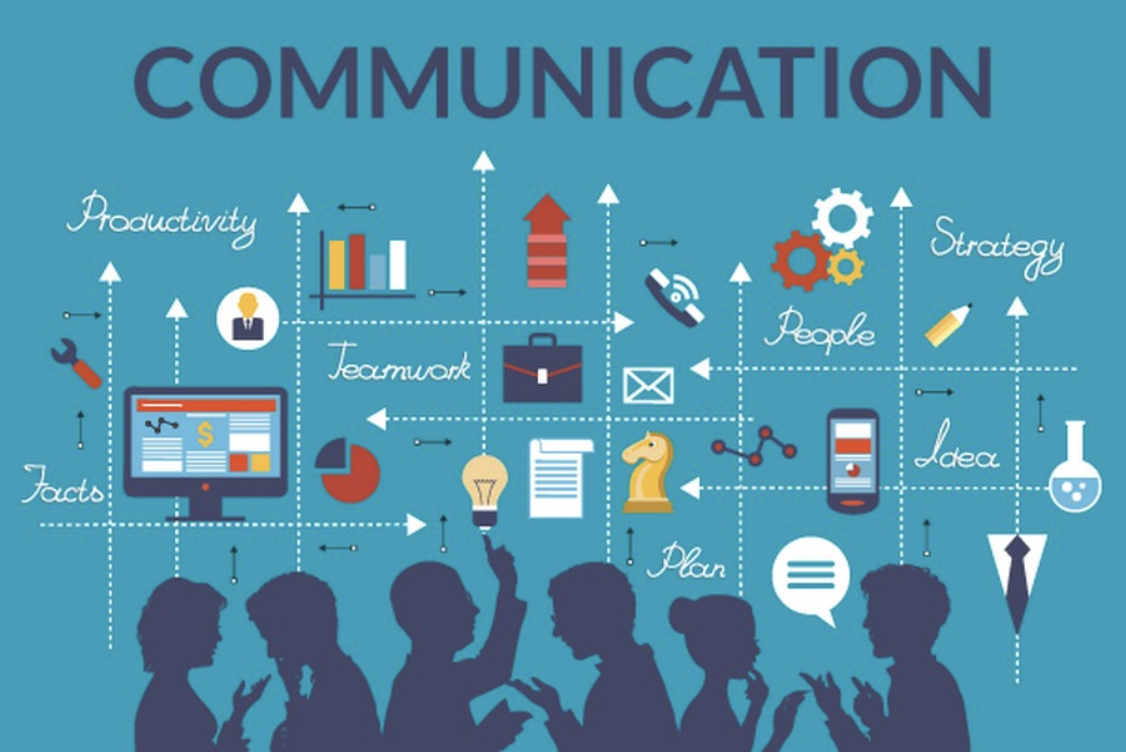 COMMUNICATION
Productivity
Strategy
People
Teamwork
$
Idea
Facts
Plan